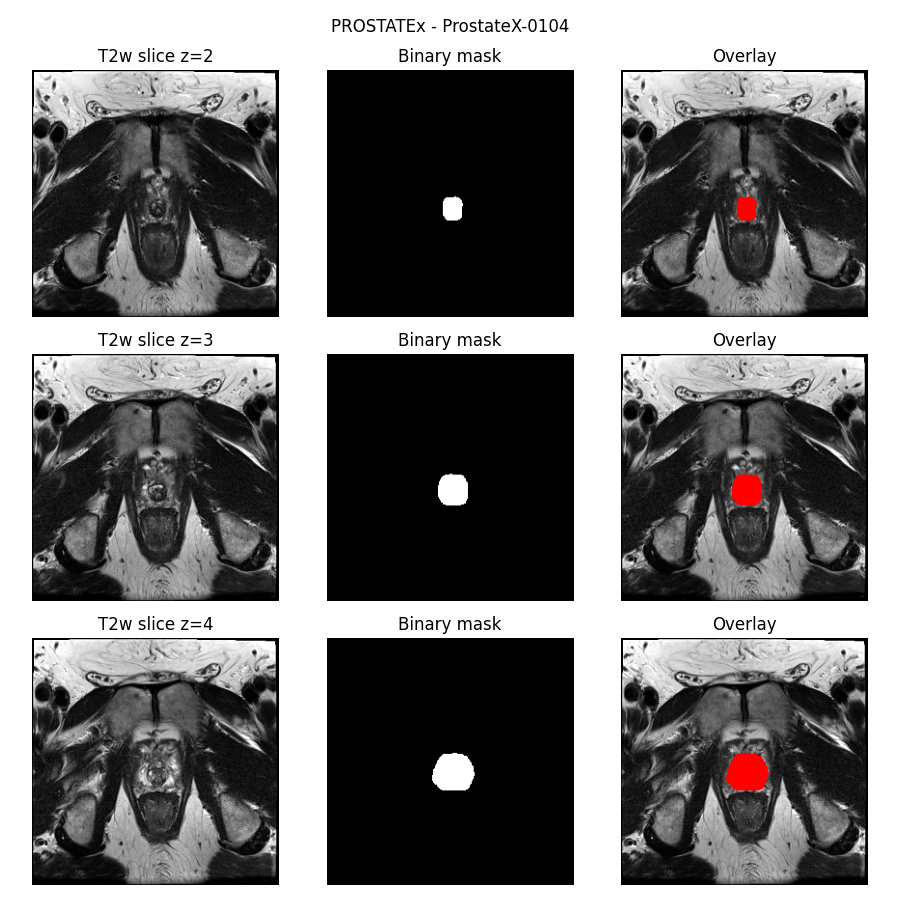 PROSTATEx - ProstateX-0104
T2w slice z=2 Binary mask Overlay
T2w slice z=3 Binary mask Overlay
T2w slice z=4 Binary mask Overlay